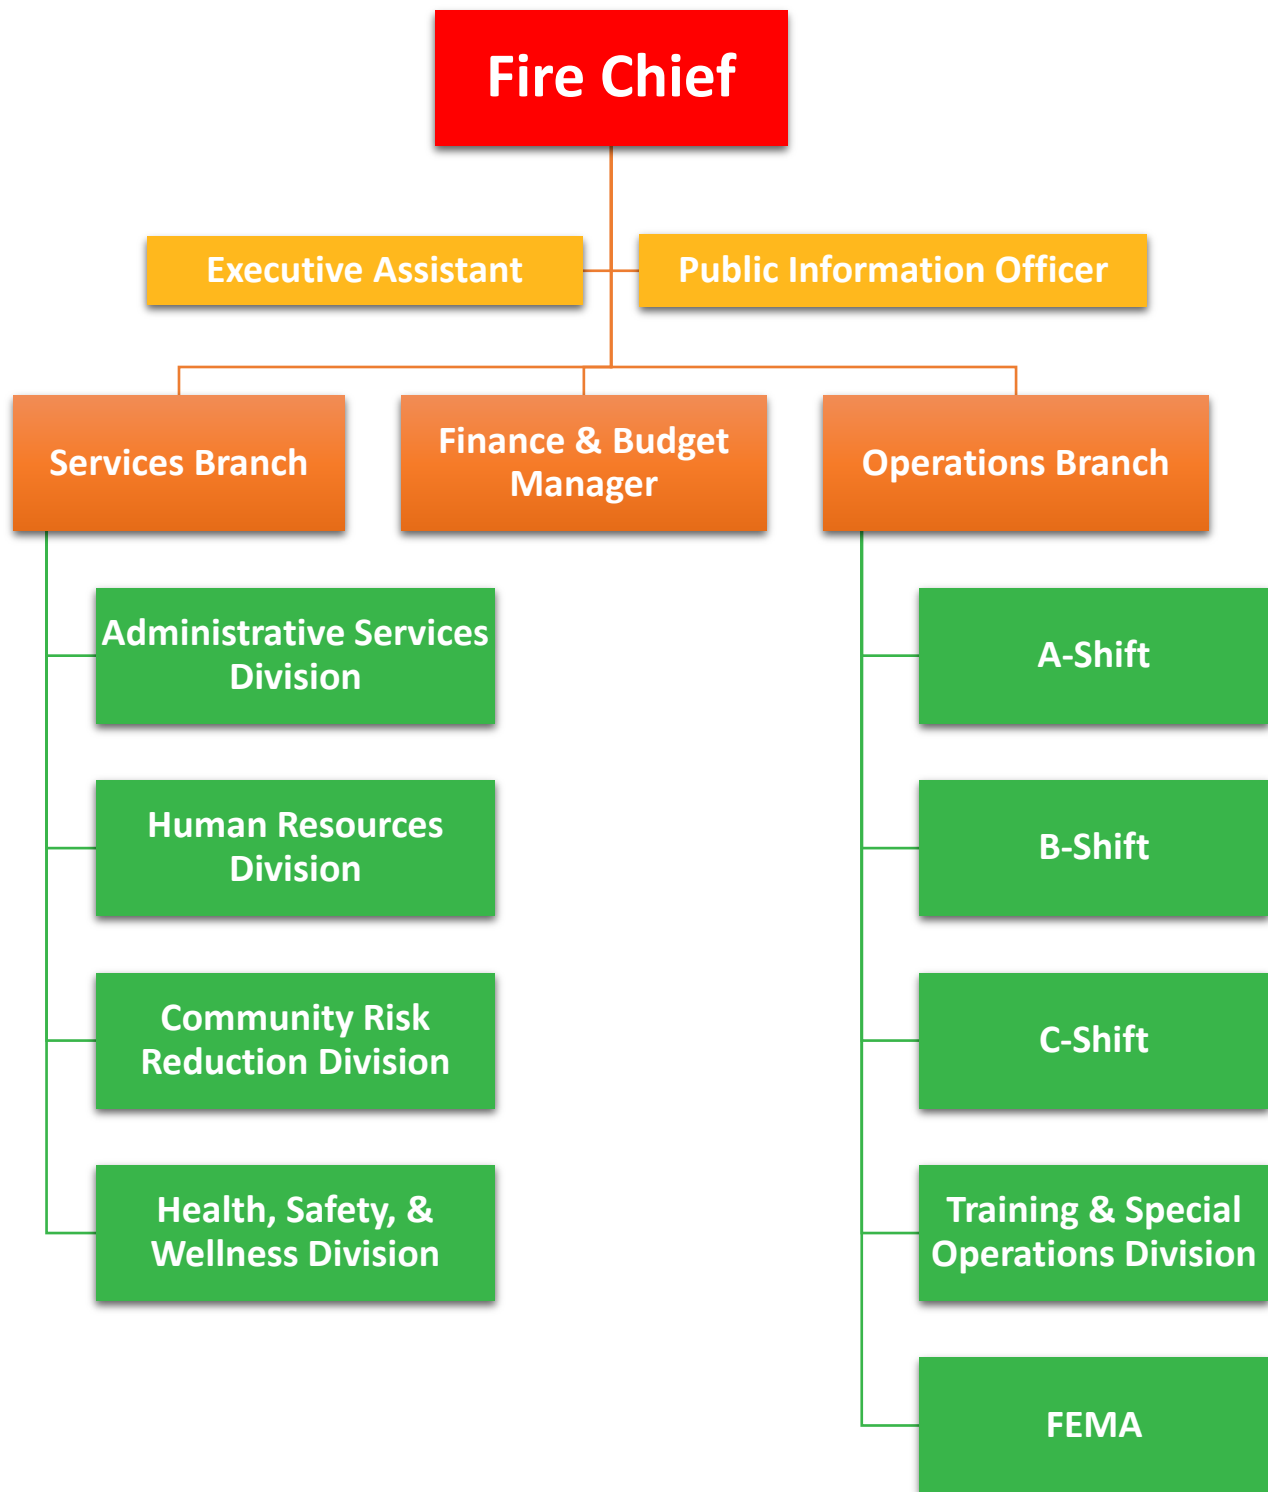 Fire Chief
Executive Assistant
Public Information Officer
Services Branch
Finance & Budget
Manager
Operations Branch
Administrative Services
Division
Human Resources
Division
Community Risk
Reduction Division
Health, Safety, &
Wellness Division
A-Shift
B-Shift
C-Shift
Training & Special
Operations Division
FEMA